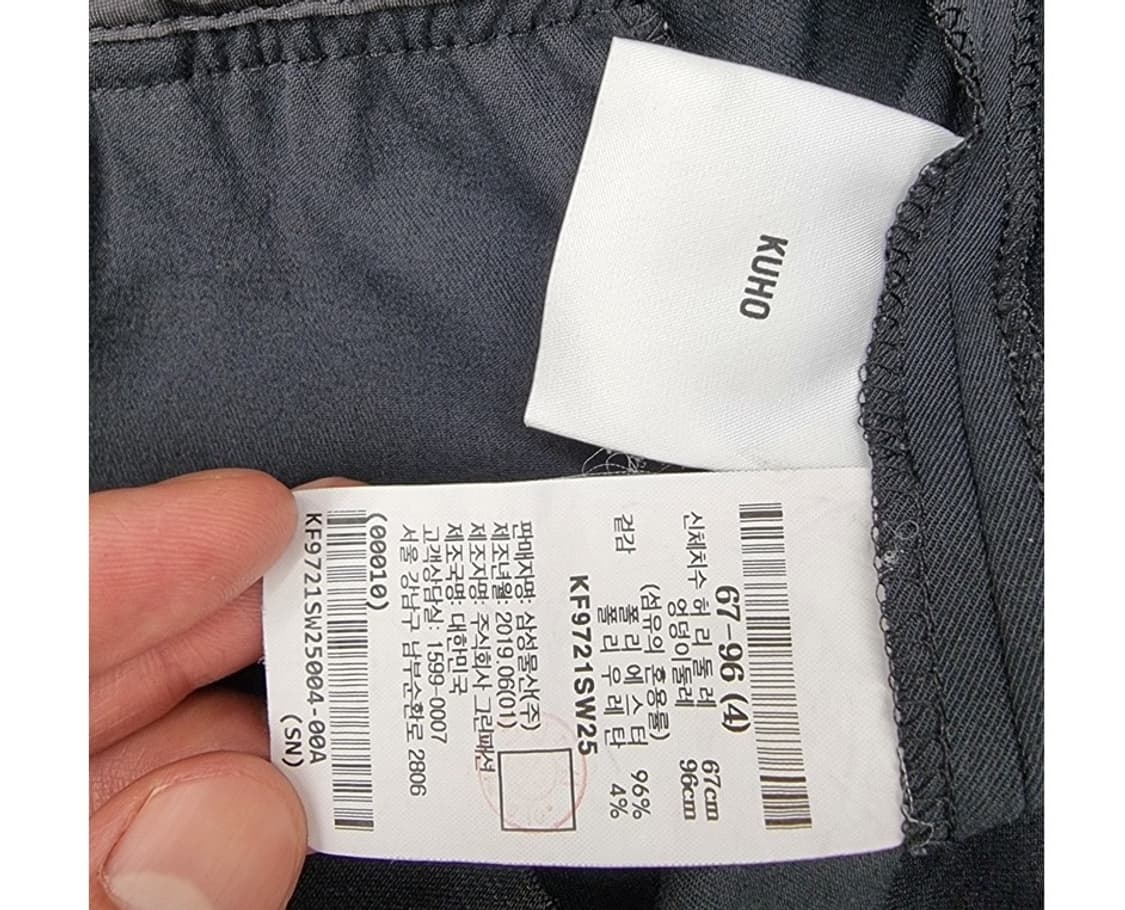 KUHO
67-96 (4)
신체치수 허 리 둘 레 67cm
엉덩이둘레 96cm
(섬유의 혼용률)
겉감 폴 리 에 스 터 96%
폴 리 우 레 탄 4%
KF9721SW25
판매자명: 삼성물산(주)
제조년월: 2019.06(01)
제조자명: 주식회사 그린패션
제조국명: 대한민국
고객상담실: 1599-0007
서울 강남구 남부순환로 2806
(00010)
KF9721SW25004-00A
(SN)